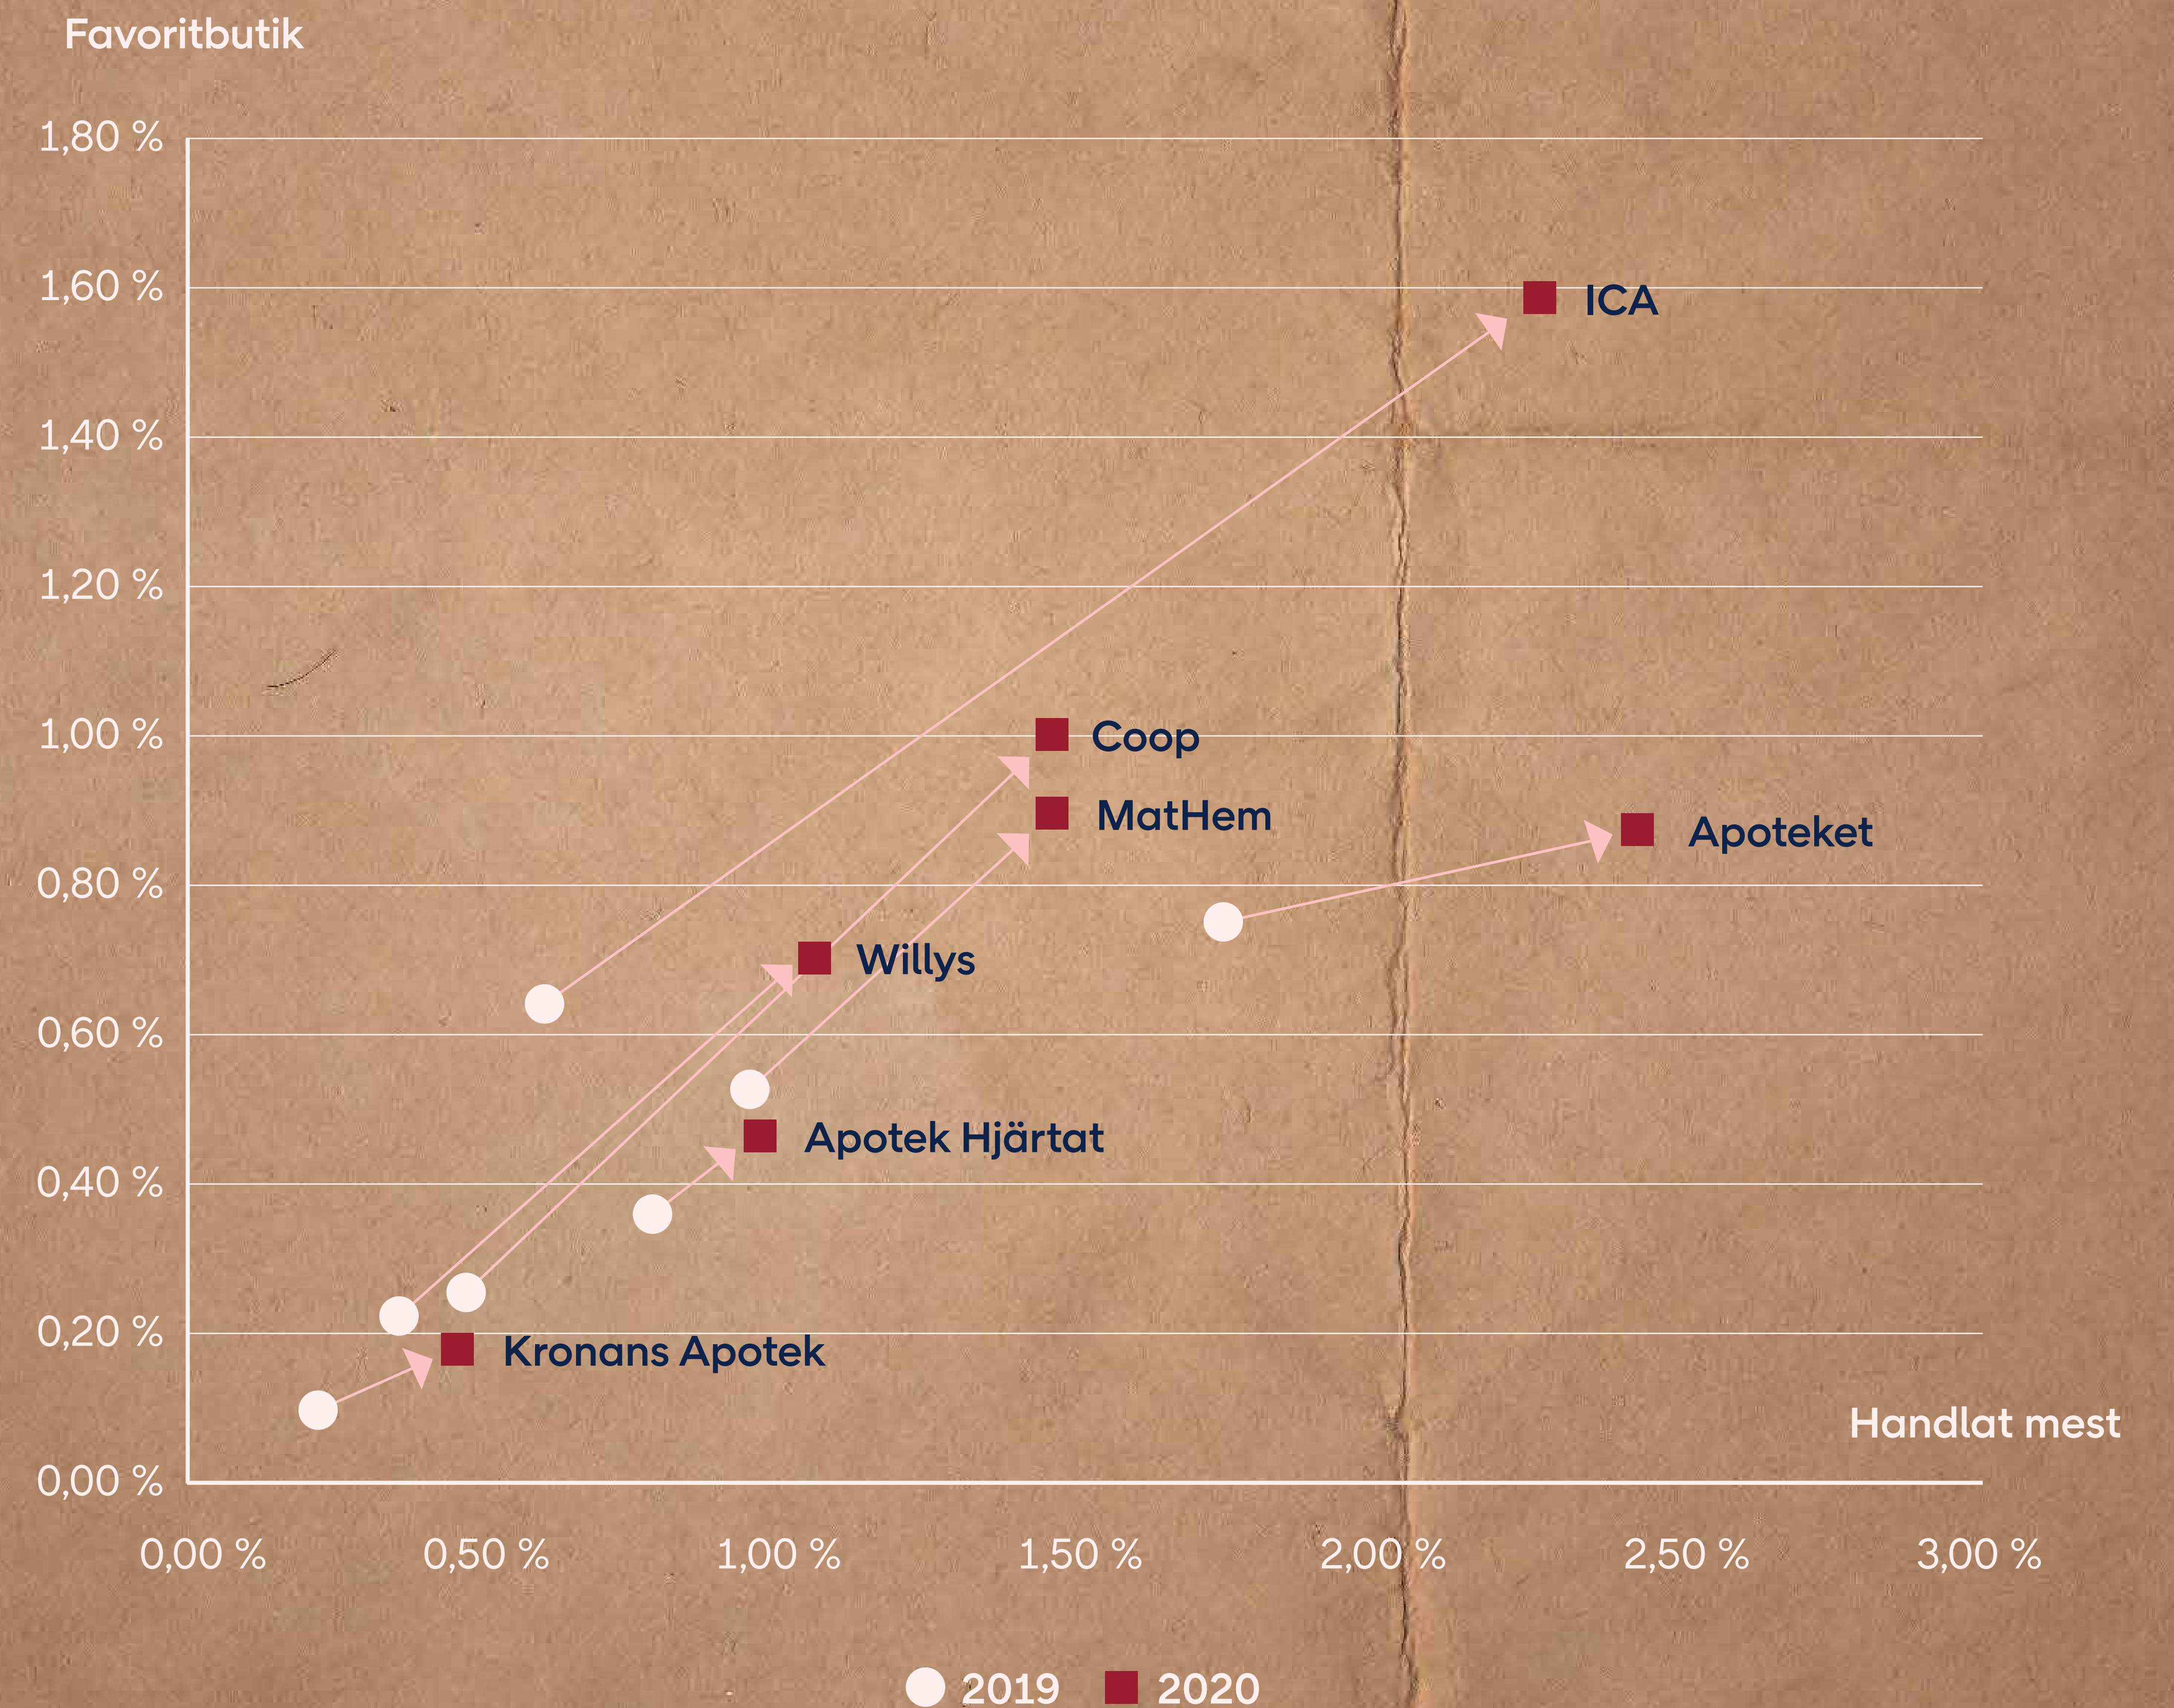 Favoritbutik
1,80 %
1,60 %
ICA
1,40 %
1,20 %
1,00 %
Coop
MatHem
Apoteket
0,80 %
Willys
0,60 %
Apotek Hjärtat
0,40 %
0,20 %
Kronans Apotek
Handlat mest
0,00 %
0,00 % 0,50 % 1,00 % 1,50 % 2,00 % 2,50 % 3,00 %
2019 2020